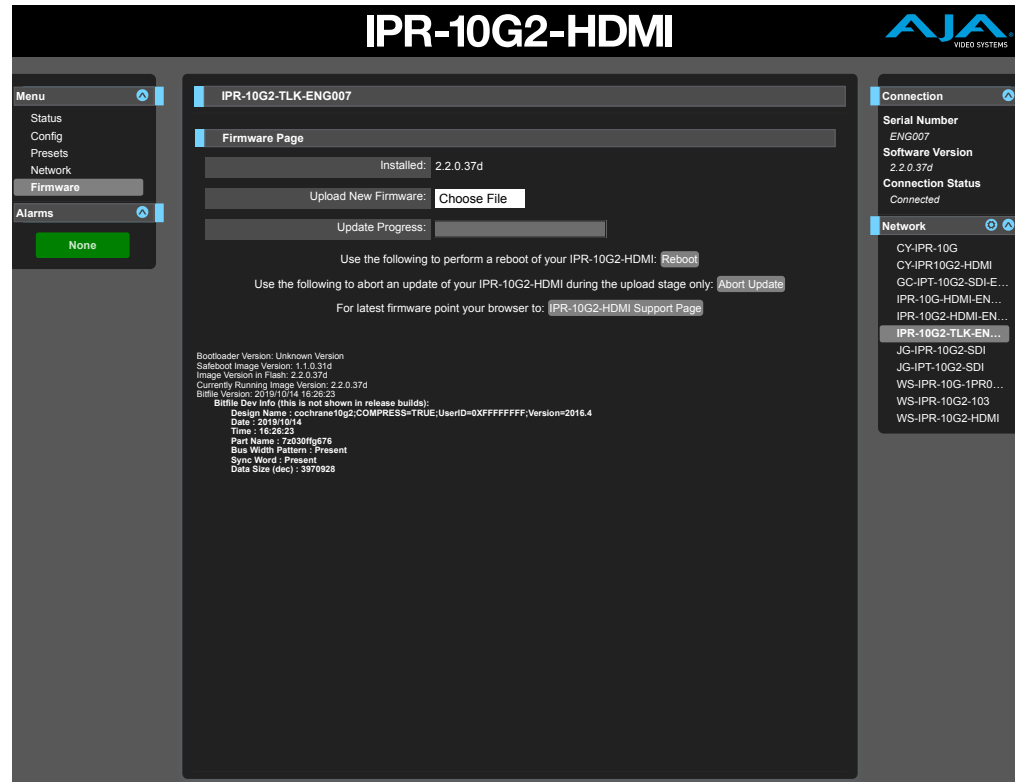 IPR-10G2-HDMI
AJA
VIDEO SYSTEMS
Menu
Status
Config
Presets
Network
Firmware
Alarms
None
IPR-10G2-TLK-ENG007
Firmware Page
Installed: 2.2.0.37d
Upload New Firmware: Choose File
Update Progress:
Use the following to perform a reboot of your IPR-10G2-HDMI: Reboot
Use the following to abort an update of your IPR-10G2-HDMI during the upload stage only: Abort Update
For latest firmware point your browser to: IPR-10G2-HDMI Support Page
Bootloader Version: Unknown Version
Safeboot Image Version: 1.1.0.31d
Image Version in Flash: 2.2.0.37d
Currently Running Image Version: 2.2.0.37d
Bitfile Version: 2019/10/14 16:26:23
Bitfile Dev Info (this is not shown in release builds):
Design Name : cochrane10g2;COMPRESS=TRUE;UserID=0XFFFFFFFF;Version=2016.4
Date : 2019/10/14
Time : 16:26:23
Part Name : 7z030ffg676
Bus Width Pattern : Present
Sync Word : Present
Data Size (dec) : 3970928
Connection
Serial Number
ENG007
Software Version
2.2.0.37d
Connection Status
Connected
Network
CY-IPR-10G
CY-IPR10G2-HDMI
GC-IPT-10G2-SDI-E...
IPR-10G-HDMI-EN...
IPR-10G2-HDMI-EN...
IPR-10G2-TLK-EN...
JG-IPR-10G2-SDI
JG-IPT-10G2-SDI
WS-IPR-10G-1PR0...
WS-IPR-10G2-103
WS-IPR-10G2-HDMI